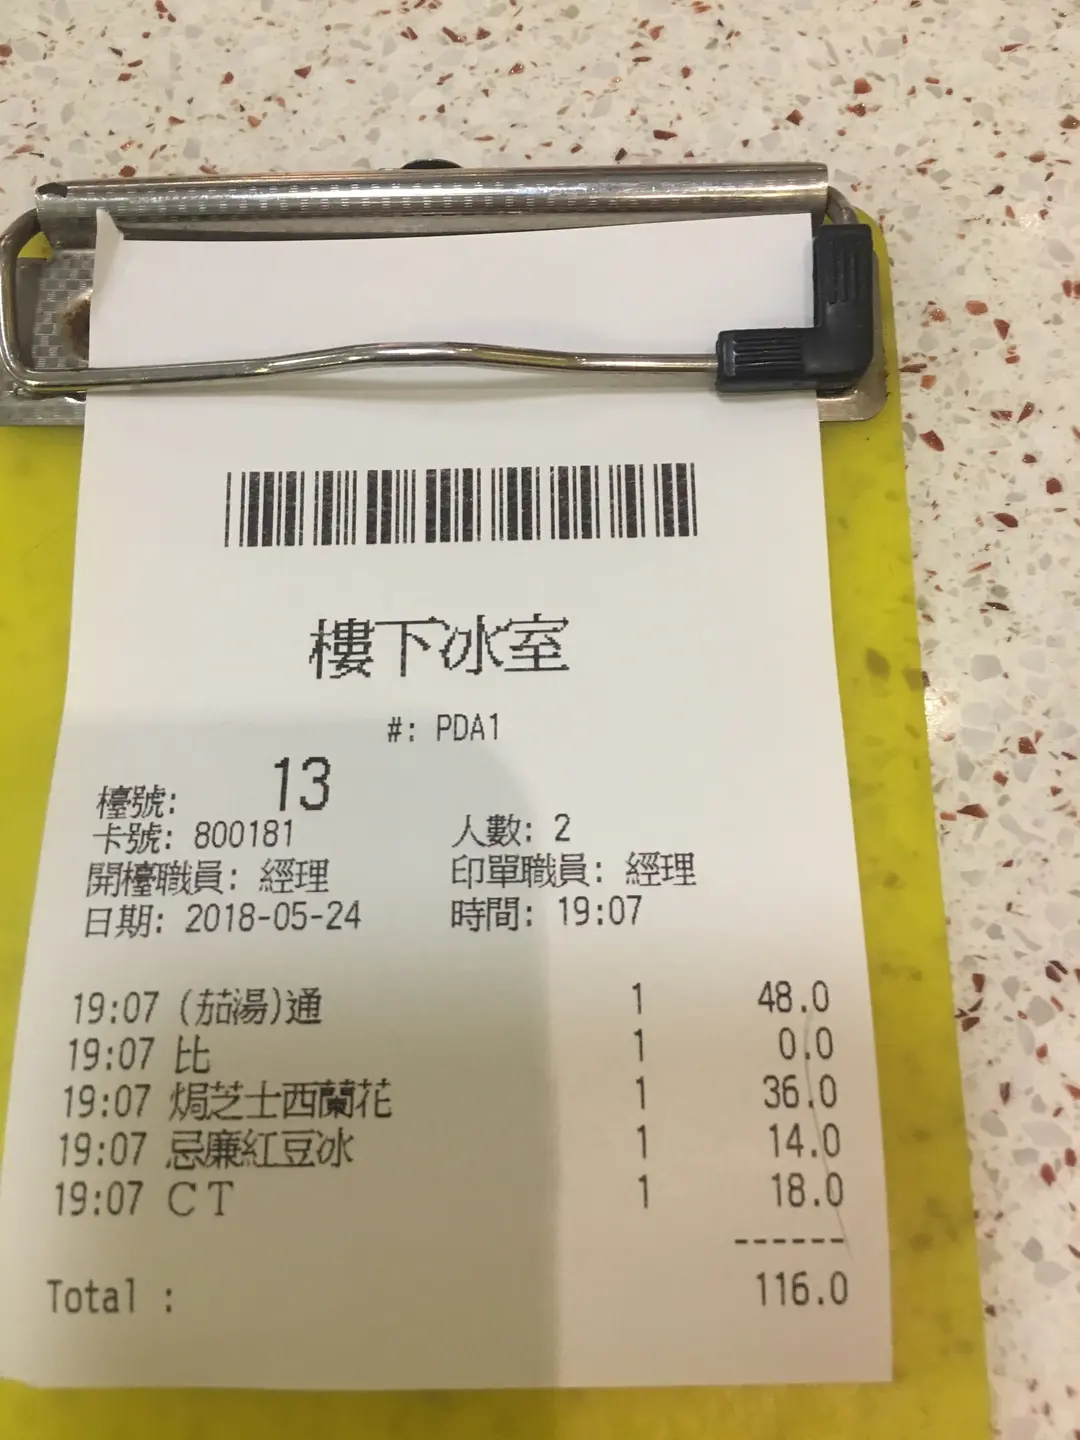 樓下冰室
#: PDA1
檯號: 13
卡號: 800181 人數: 2
開檯職員: 經理 印單職員: 經理
日期: 2018-05-24 時間: 19:07
19:07 (茄湯)通 1 48.0
19:07 比 1 0.0
19:07 焗芝士西蘭花 1 36.0
19:07 忌廉紅豆冰 1 14.0
19:07 CT 1 18.0
------
Total : 116.0